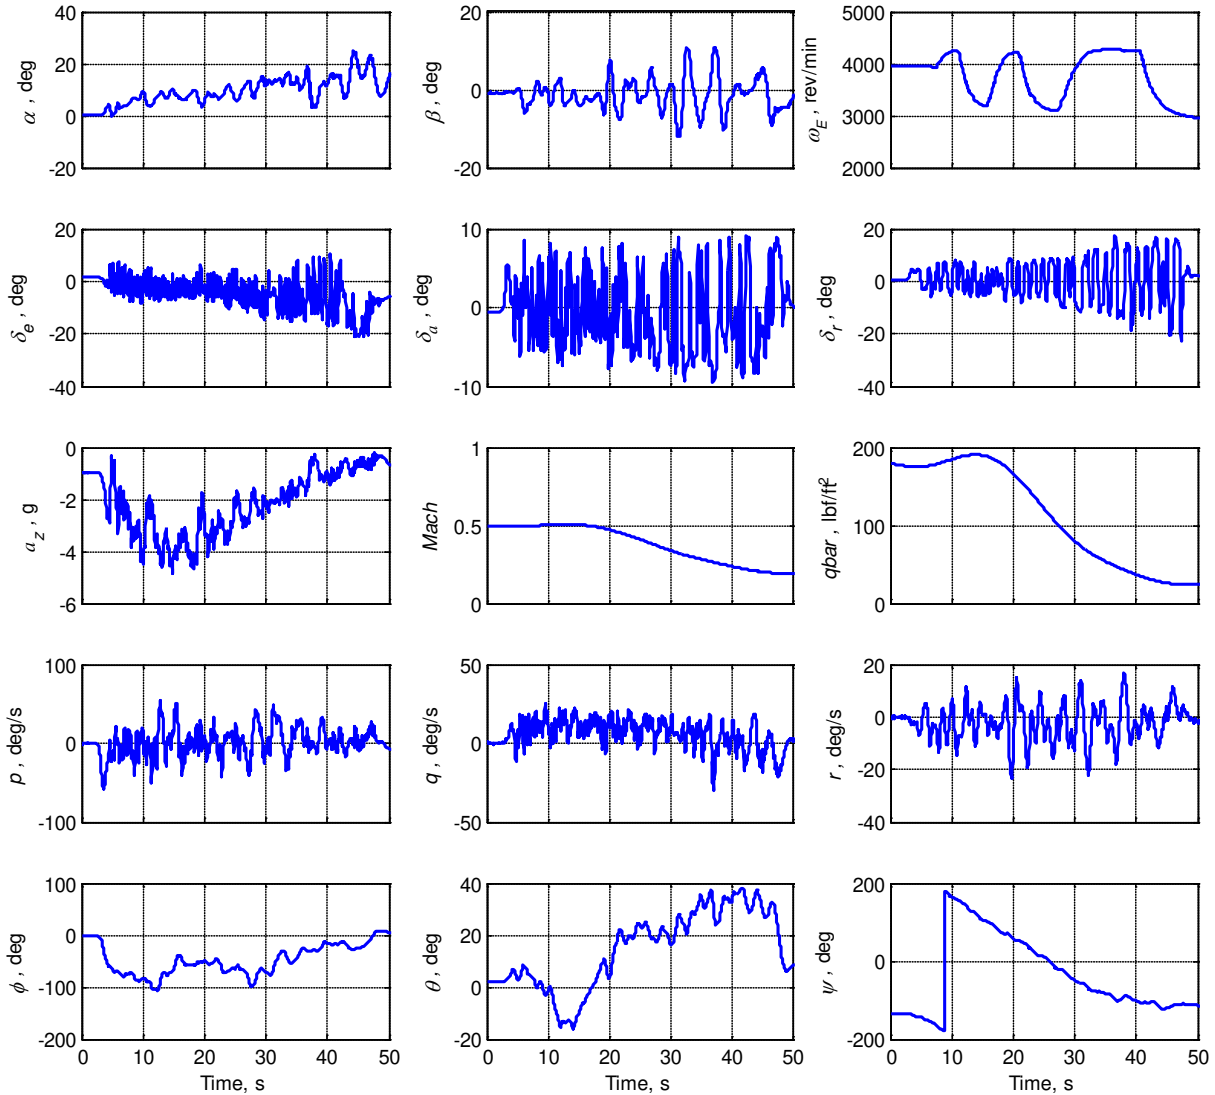 40
20
0
-20
α , deg
20
0
-20
β , deg
5000
4000
3000
2000
ω_E , rev/min
20
0
-20
-40
δ_e , deg
10
0
-10
δ_a , deg
20
0
-20
-40
δ_r , deg
0
-2
-4
-6
a_z , g
1
0.5
0
Mach
200
100
0
qbar , lbf/ft²
100
0
-100
p , deg/s
50
0
-50
q , deg/s
20
0
-20
-40
r , deg/s
100
0
-100
-200
φ , deg
0 10 20 30 40 50
Time, s
40
20
0
-20
θ , deg
0 10 20 30 40 50
Time, s
200
0
-200
ψ , deg
0 10 20 30 40 50
Time, s